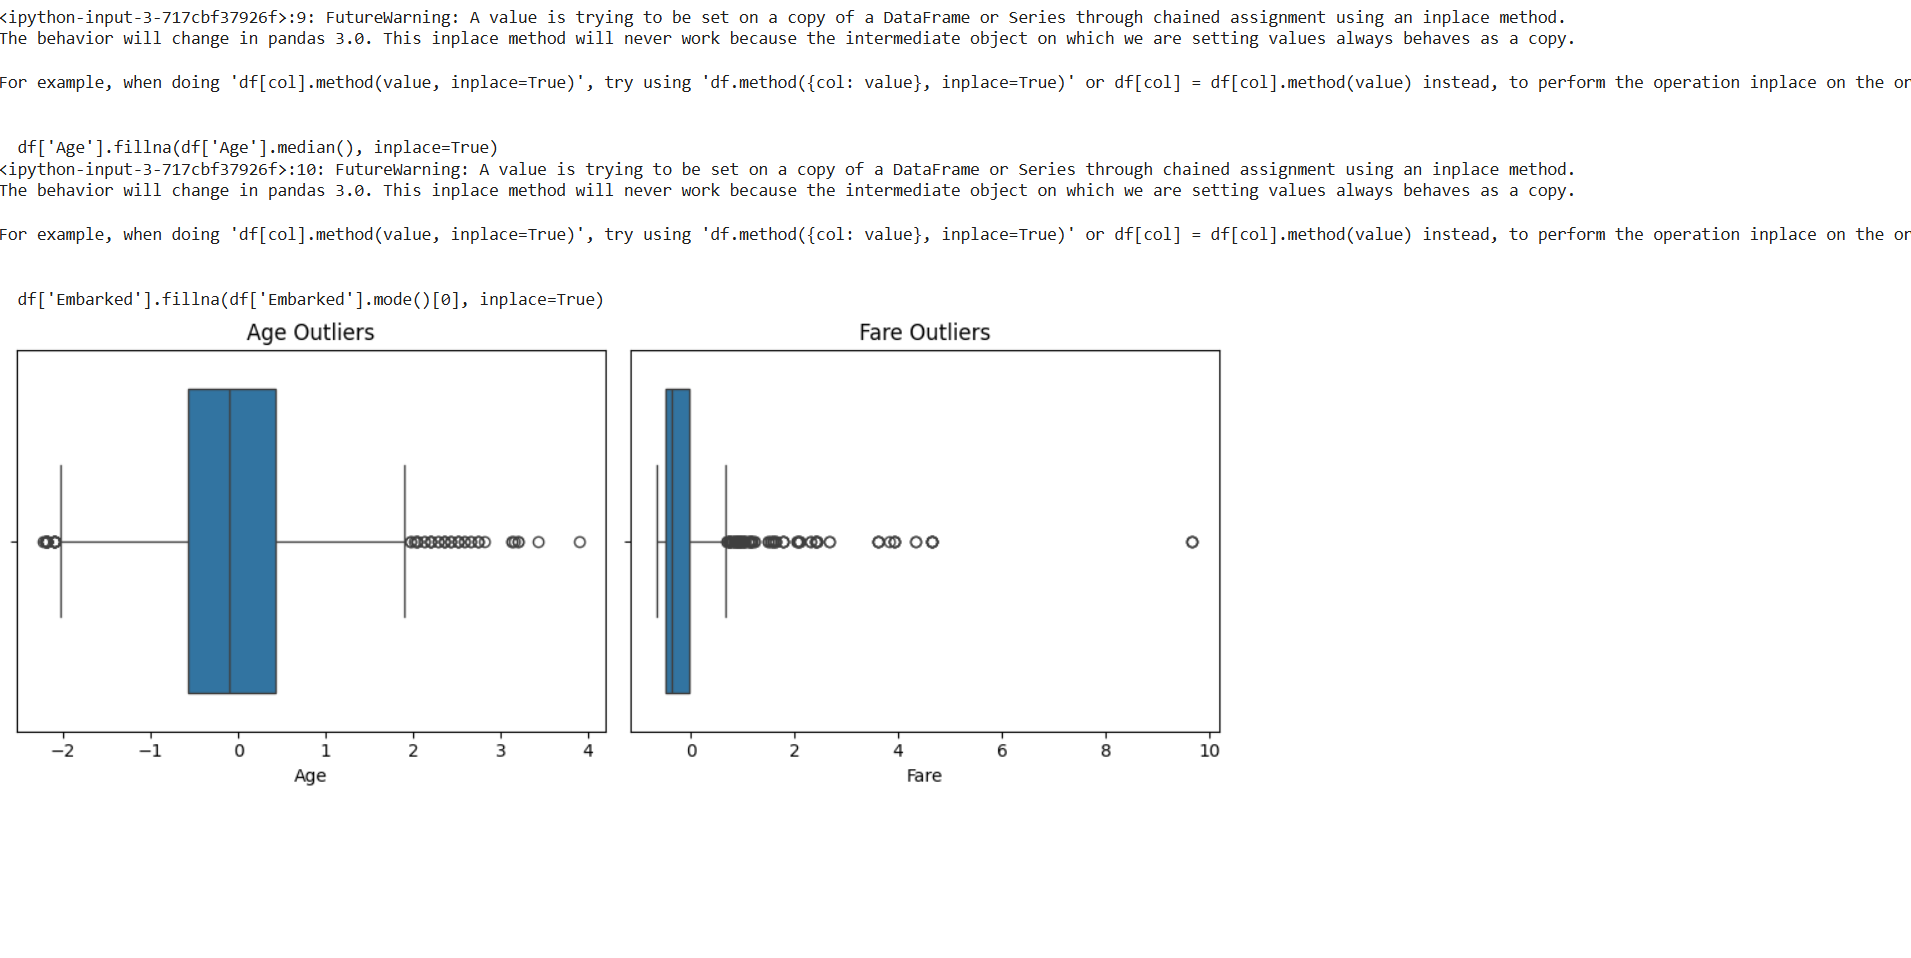 <ipython-input-3-717cbf37926f>:9: FutureWarning: A value is trying to be set on a copy of a DataFrame or Series through chained assignment using an inplace method.
The behavior will change in pandas 3.0. This inplace method will never work because the intermediate object on which we are setting values always behaves as a copy.
For example, when doing 'df[col].method(value, inplace=True)', try using 'df.method({col: value}, inplace=True)' or df[col] = df[col].method(value) instead, to perform the operation inplace on the or
df['Age'].fillna(df['Age'].median(), inplace=True)
<ipython-input-3-717cbf37926f>:10: FutureWarning: A value is trying to be set on a copy of a DataFrame or Series through chained assignment using an inplace method.
The behavior will change in pandas 3.0. This inplace method will never work because the intermediate object on which we are setting values always behaves as a copy.
For example, when doing 'df[col].method(value, inplace=True)', try using 'df.method({col: value}, inplace=True)' or df[col] = df[col].method(value) instead, to perform the operation inplace on the or
df['Embarked'].fillna(df['Embarked'].mode()[0], inplace=True)
Age Outliers
−2 −1 0 1 2 3 4
Age
Fare Outliers
0 2 4 6 8 10
Fare